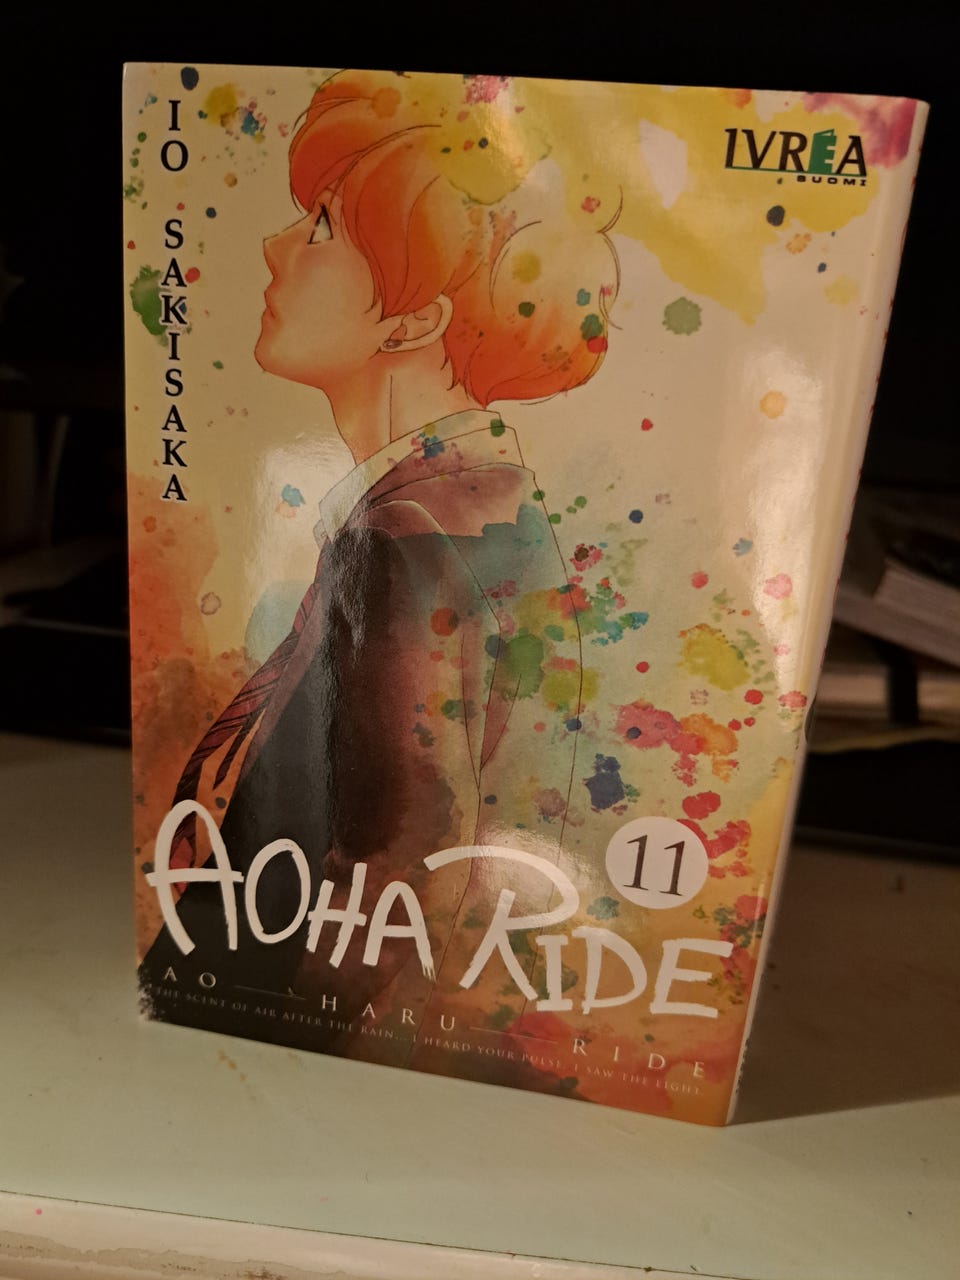 IO SAKISAKA
IVRÉA
SUOMI
11
AOHA RIDE
AO HARU RIDE
THE SCENT OF AIR AFTER THE RAIN... I HEARD YOUR PULSE. I SAW THE LIGHT.